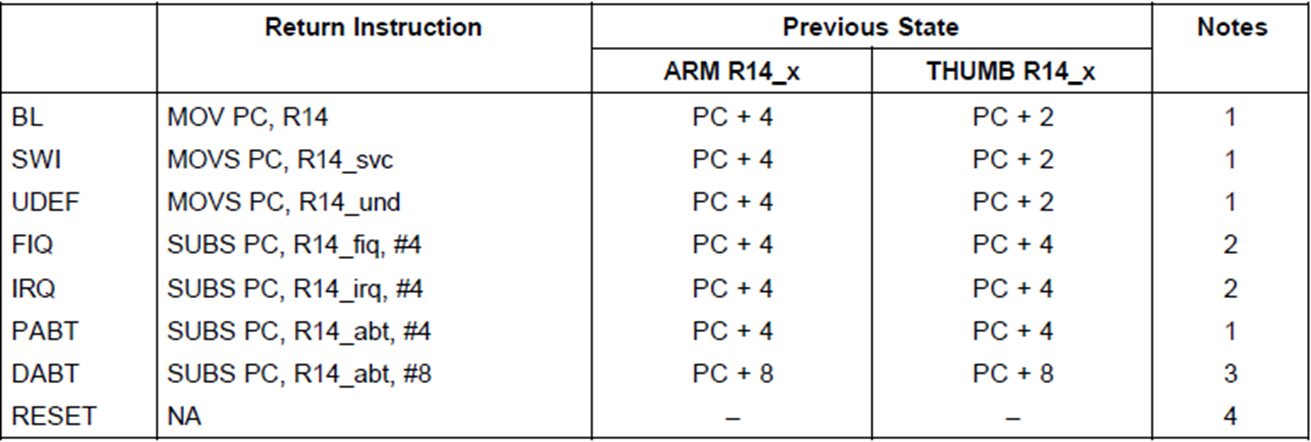 Return Instruction Previous State Notes
ARM R14_x THUMB R14_x
BL MOV PC, R14 PC + 4 PC + 2 1
SWI MOVS PC, R14_svc PC + 4 PC + 2 1
UDEF MOVS PC, R14_und PC + 4 PC + 2 1
FIQ SUBS PC, R14_fiq, #4 PC + 4 PC + 4 2
IRQ SUBS PC, R14_irq, #4 PC + 4 PC + 4 2
PABT SUBS PC, R14_abt, #4 PC + 4 PC + 4 1
DABT SUBS PC, R14_abt, #8 PC + 8 PC + 8 3
RESET NA – – 4